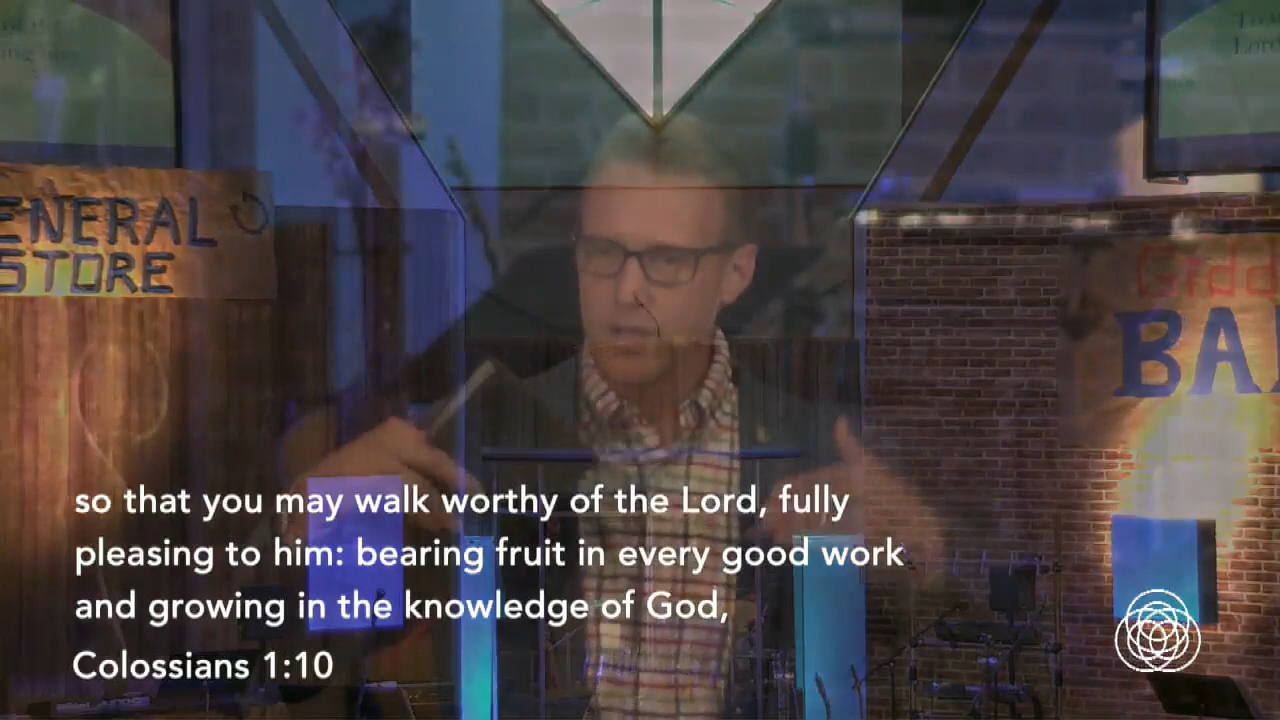 ENERAL
STORE
Gidd
BA
so that you may walk worthy of the Lord, fully
pleasing to him: bearing fruit in every good work
and growing in the knowledge of God,
Colossians 1:10